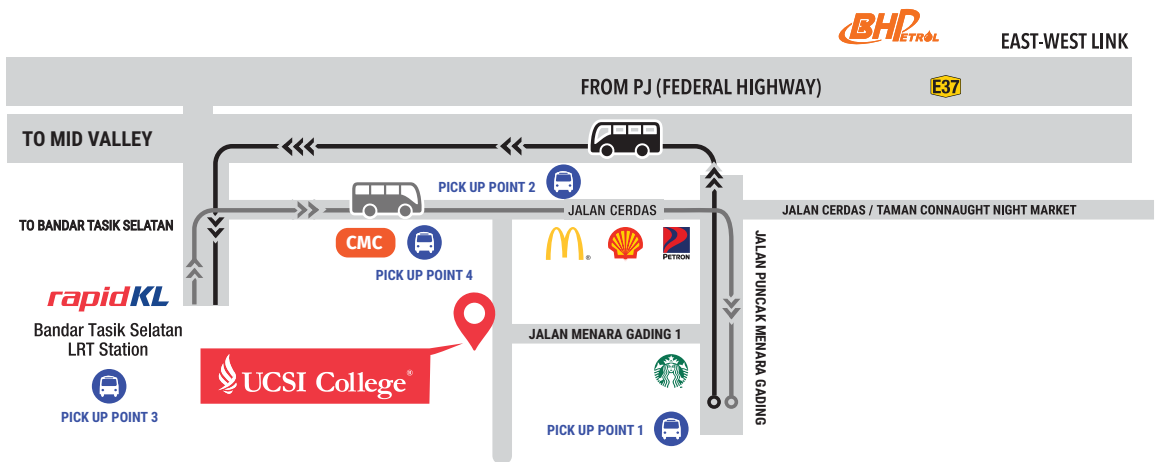 BHPETROL
EAST-WEST LINK
FROM PJ (FEDERAL HIGHWAY)
E37
TO MID VALLEY
PICK UP POINT 2
JALAN CERDAS
JALAN CERDAS / TAMAN CONNAUGHT NIGHT MARKET
TO BANDAR TASIK SELATAN
CMC
PICK UP POINT 4
PETRON
JALAN PUNCAK MENARA GADING
rapidKL
Bandar Tasik Selatan
LRT Station
PICK UP POINT 3
JALAN MENARA GADING 1
UCSI College®
PICK UP POINT 1